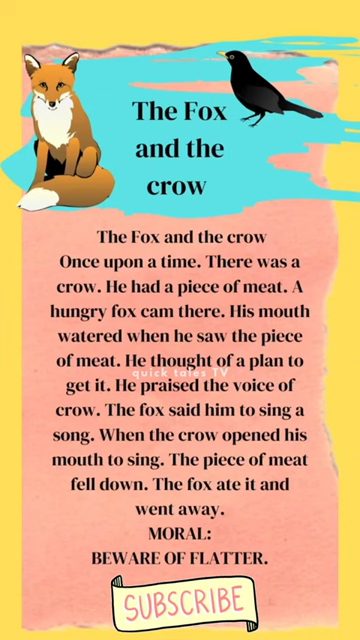 The Fox
and the
crow
The Fox and the crow
Once upon a time. There was a
crow. He had a piece of meat. A
hungry fox cam there. His mouth
watered when he saw the piece
of meat. He thought of a plan to
quick tales TV
get it. He praised the voice of
crow. The fox said him to sing a
song. When the crow opened his
mouth to sing. The piece of meat
fell down. The fox ate it and
went away.
MORAL:
BEWARE OF FLATTER.
SUBSCRIBE